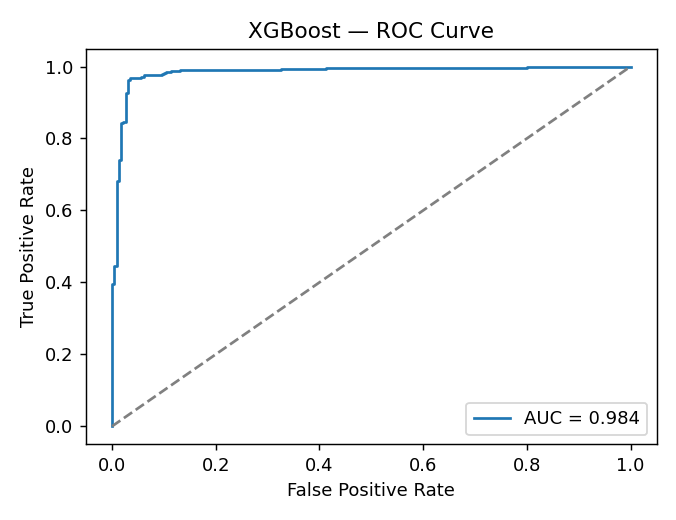 XGBoost — ROC Curve
1.0
0.8
0.6
0.4
0.2
0.0
True Positive Rate
AUC = 0.984
0.0 0.2 0.4 0.6 0.8 1.0
False Positive Rate